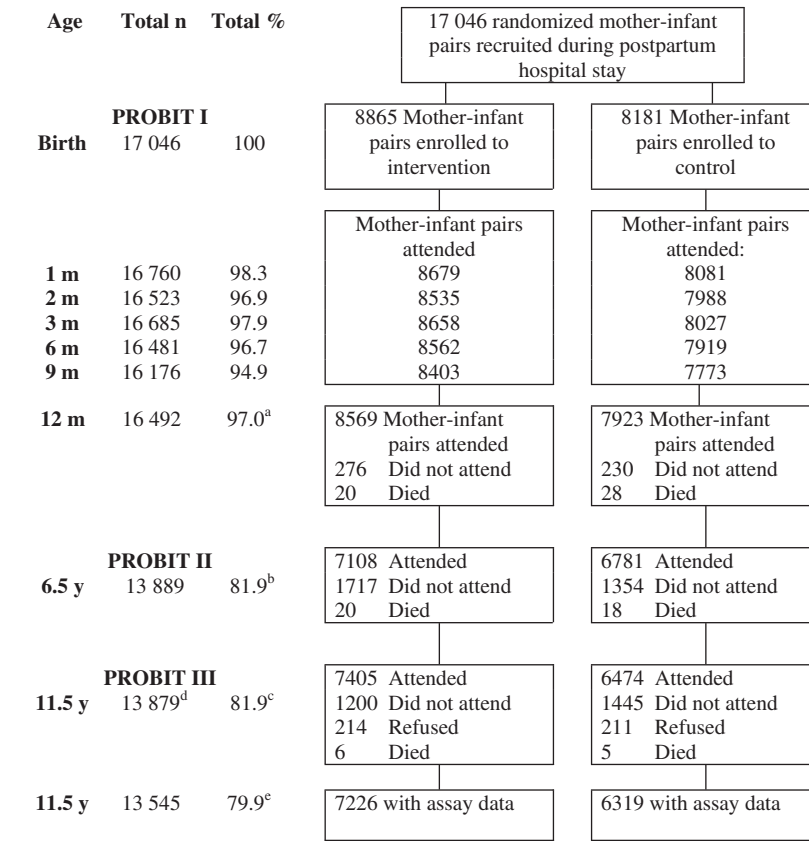 Age Total n Total %
17 046 randomized mother-infant
pairs recruited during postpartum
hospital stay
PROBIT I
Birth 17 046 100
8865 Mother-infant
pairs enrolled to
intervention
8181 Mother-infant
pairs enrolled to
control
Mother-infant pairs
attended
Mother-infant pairs
attended:
1 m 16 760 98.3 8679 8081
2 m 16 523 96.9 8535 7988
3 m 16 685 97.9 8658 8027
6 m 16 481 96.7 8562 7919
9 m 16 176 94.9 8403 7773
12 m 16 492 97.0a
8569 Mother-infant
pairs attended
276 Did not attend
20 Died
7923 Mother-infant
pairs attended
230 Did not attend
28 Died
PROBIT II
6.5 y 13 889 81.9b
7108 Attended
1717 Did not attend
20 Died
6781 Attended
1354 Did not attend
18 Died
PROBIT III
11.5 y 13 879d 81.9c
7405 Attended
1200 Did not attend
214 Refused
6 Died
6474 Attended
1445 Did not attend
211 Refused
5 Died
11.5 y 13 545 79.9e
7226 with assay data
6319 with assay data